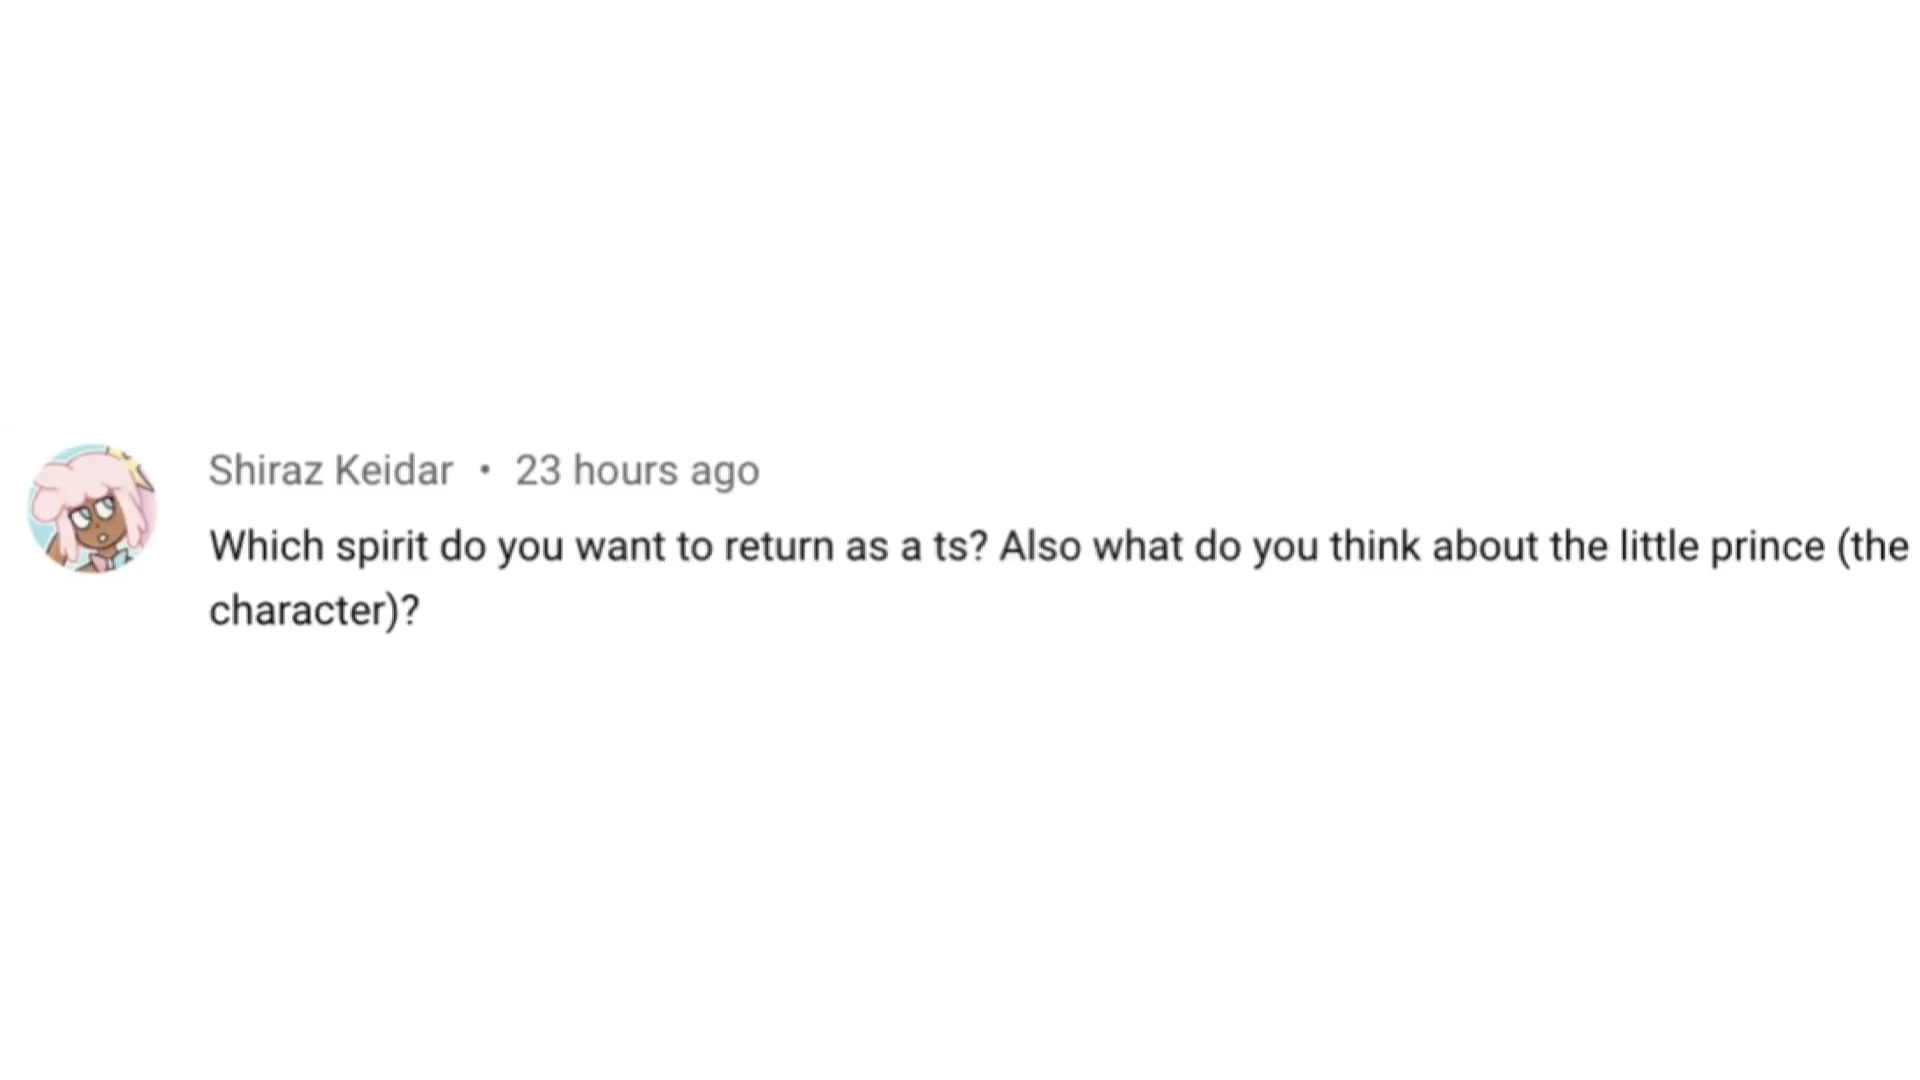 Shiraz Keidar • 23 hours ago
Which spirit do you want to return as a ts? Also what do you think about the little prince (the
character)?